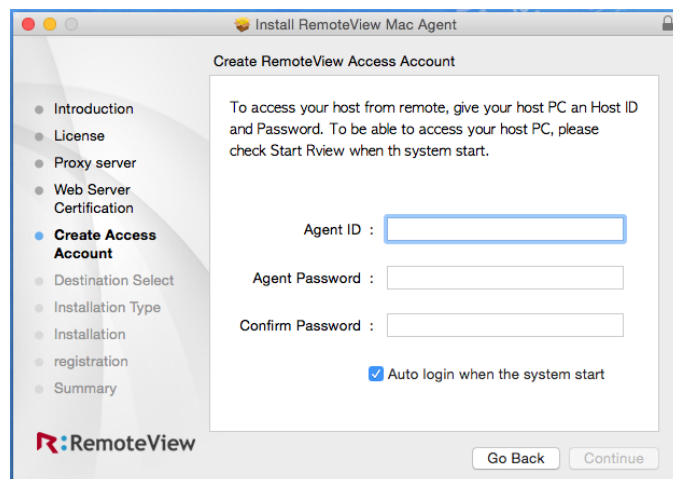 Install RemoteView Mac Agent
Create RemoteView Access Account
Introduction
License
Proxy server
Web Server
Certification
Create Access
Account
Destination Select
Installation Type
Installation
registration
Summary
RemoteView
To access your host from remote, give your host PC an Host ID
and Password. To be able to access your host PC, please
check Start Rview when th system start.
Agent ID :
Agent Password :
Confirm Password :
Auto login when the system start
Go Back
Continue